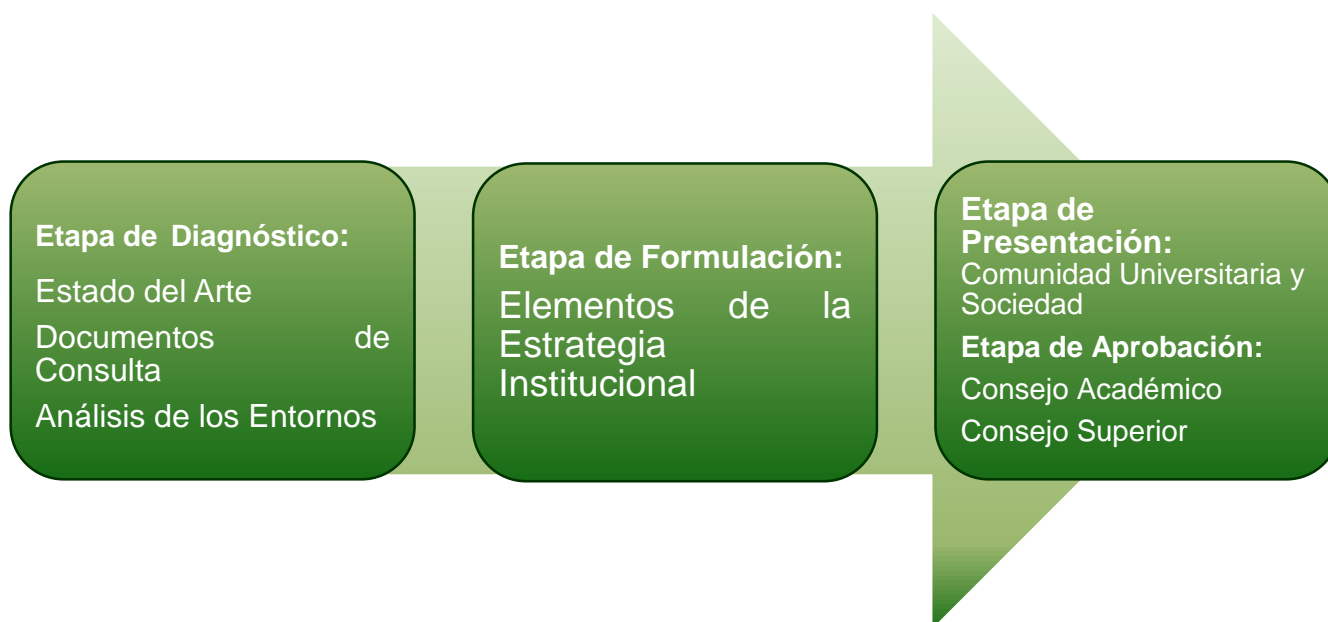 Etapa de Diagnóstico:
Estado del Arte
Documentos de
Consulta
Análisis de los Entornos
Etapa de Formulación:
Elementos de la
Estrategia
Institucional
Etapa de
Presentación:
Comunidad Universitaria y
Sociedad
Etapa de Aprobación:
Consejo Académico
Consejo Superior